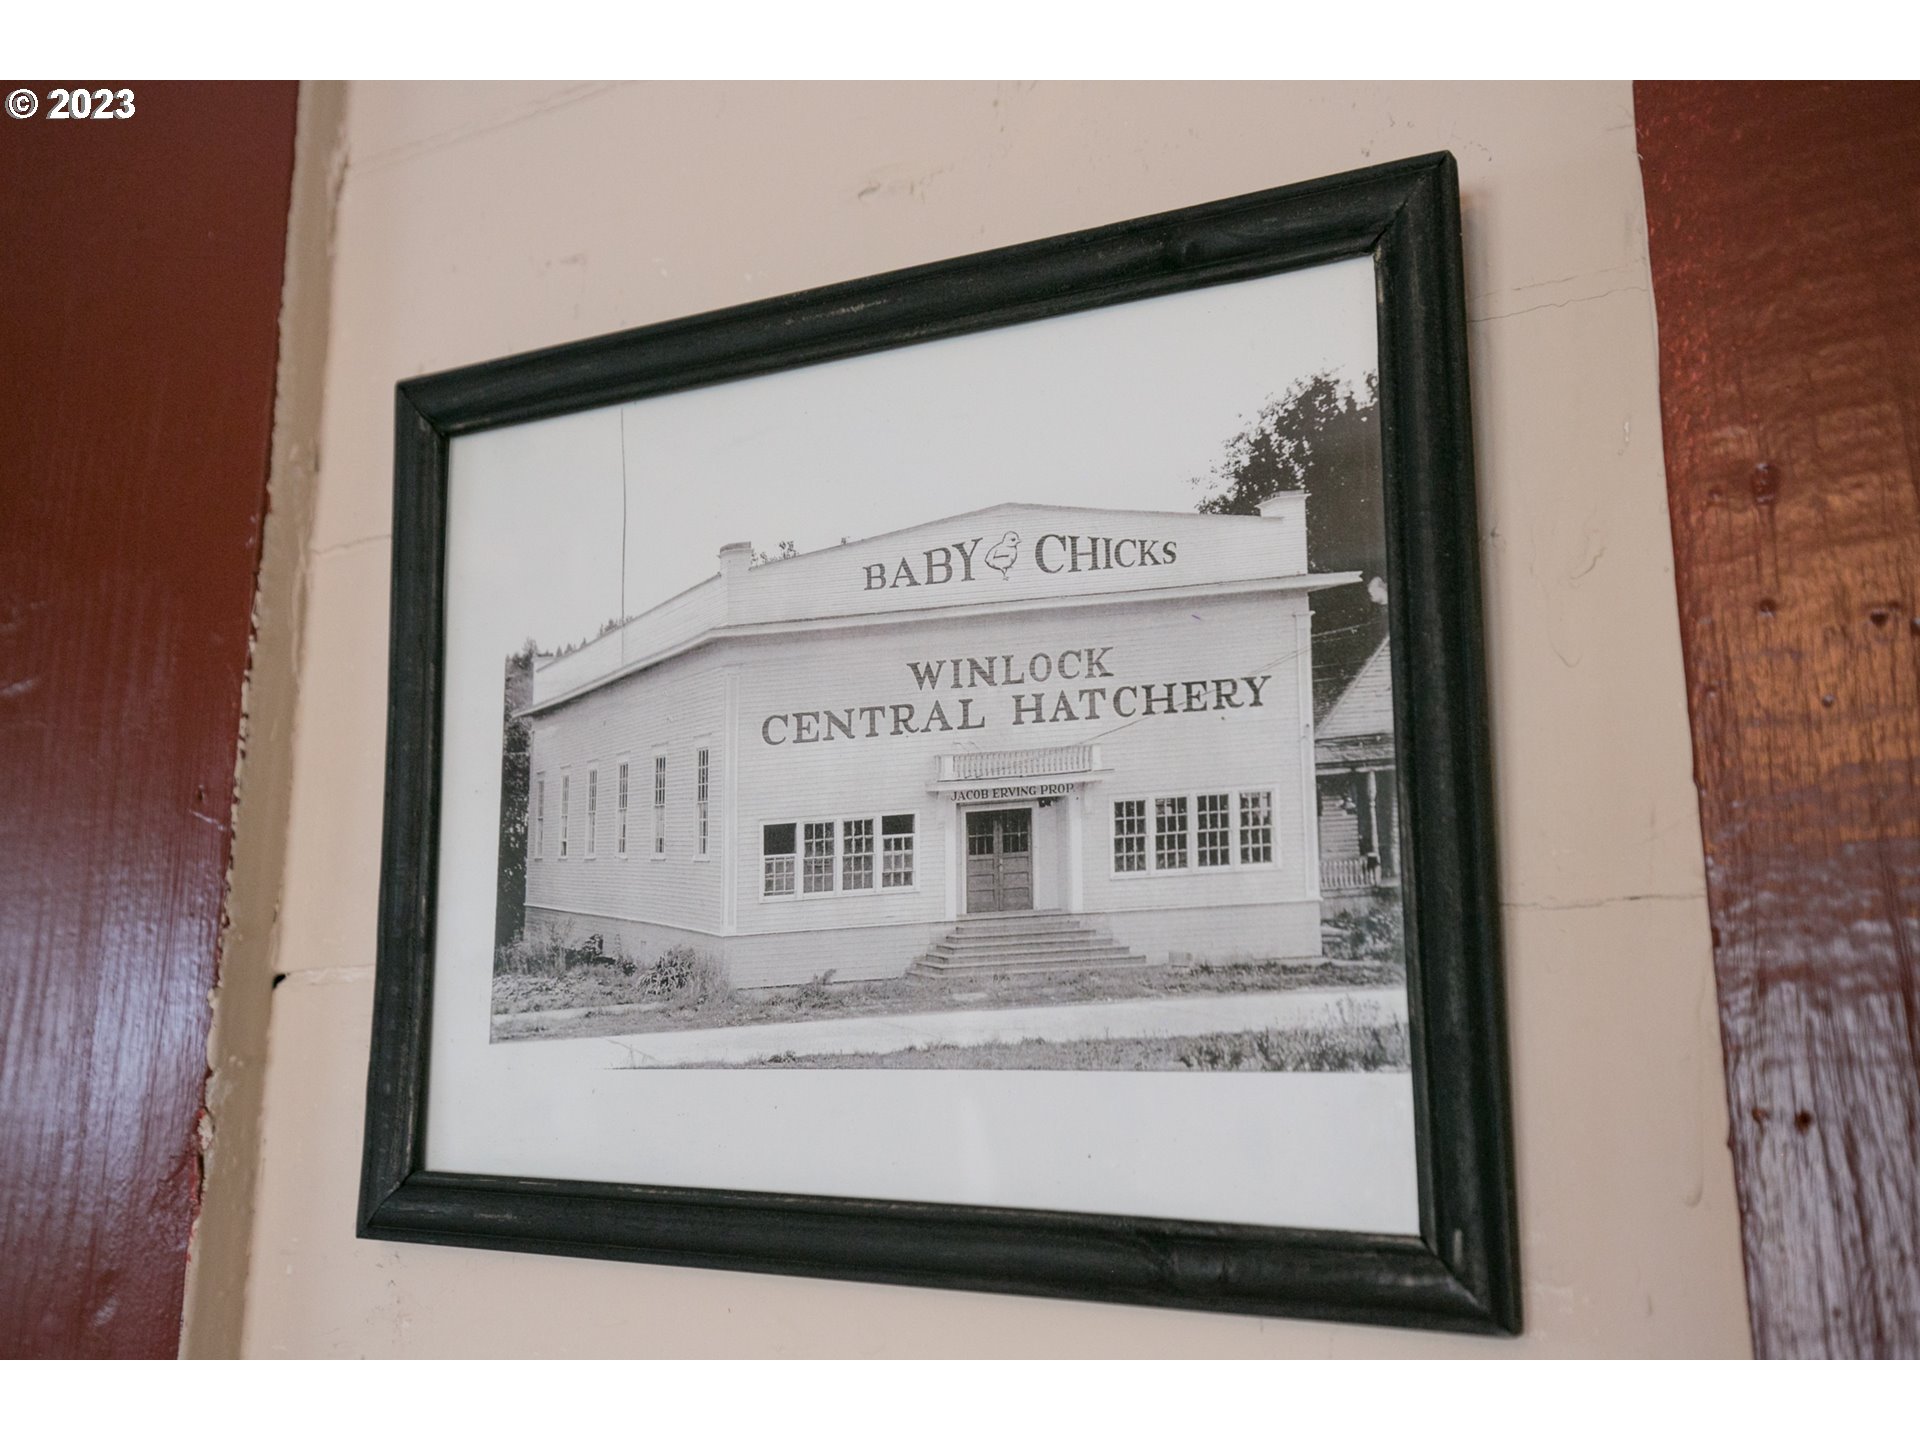 © 2023
BABY CHICKS
WINLOCK
CENTRAL HATCHERY
JACOB ERVING PROP.